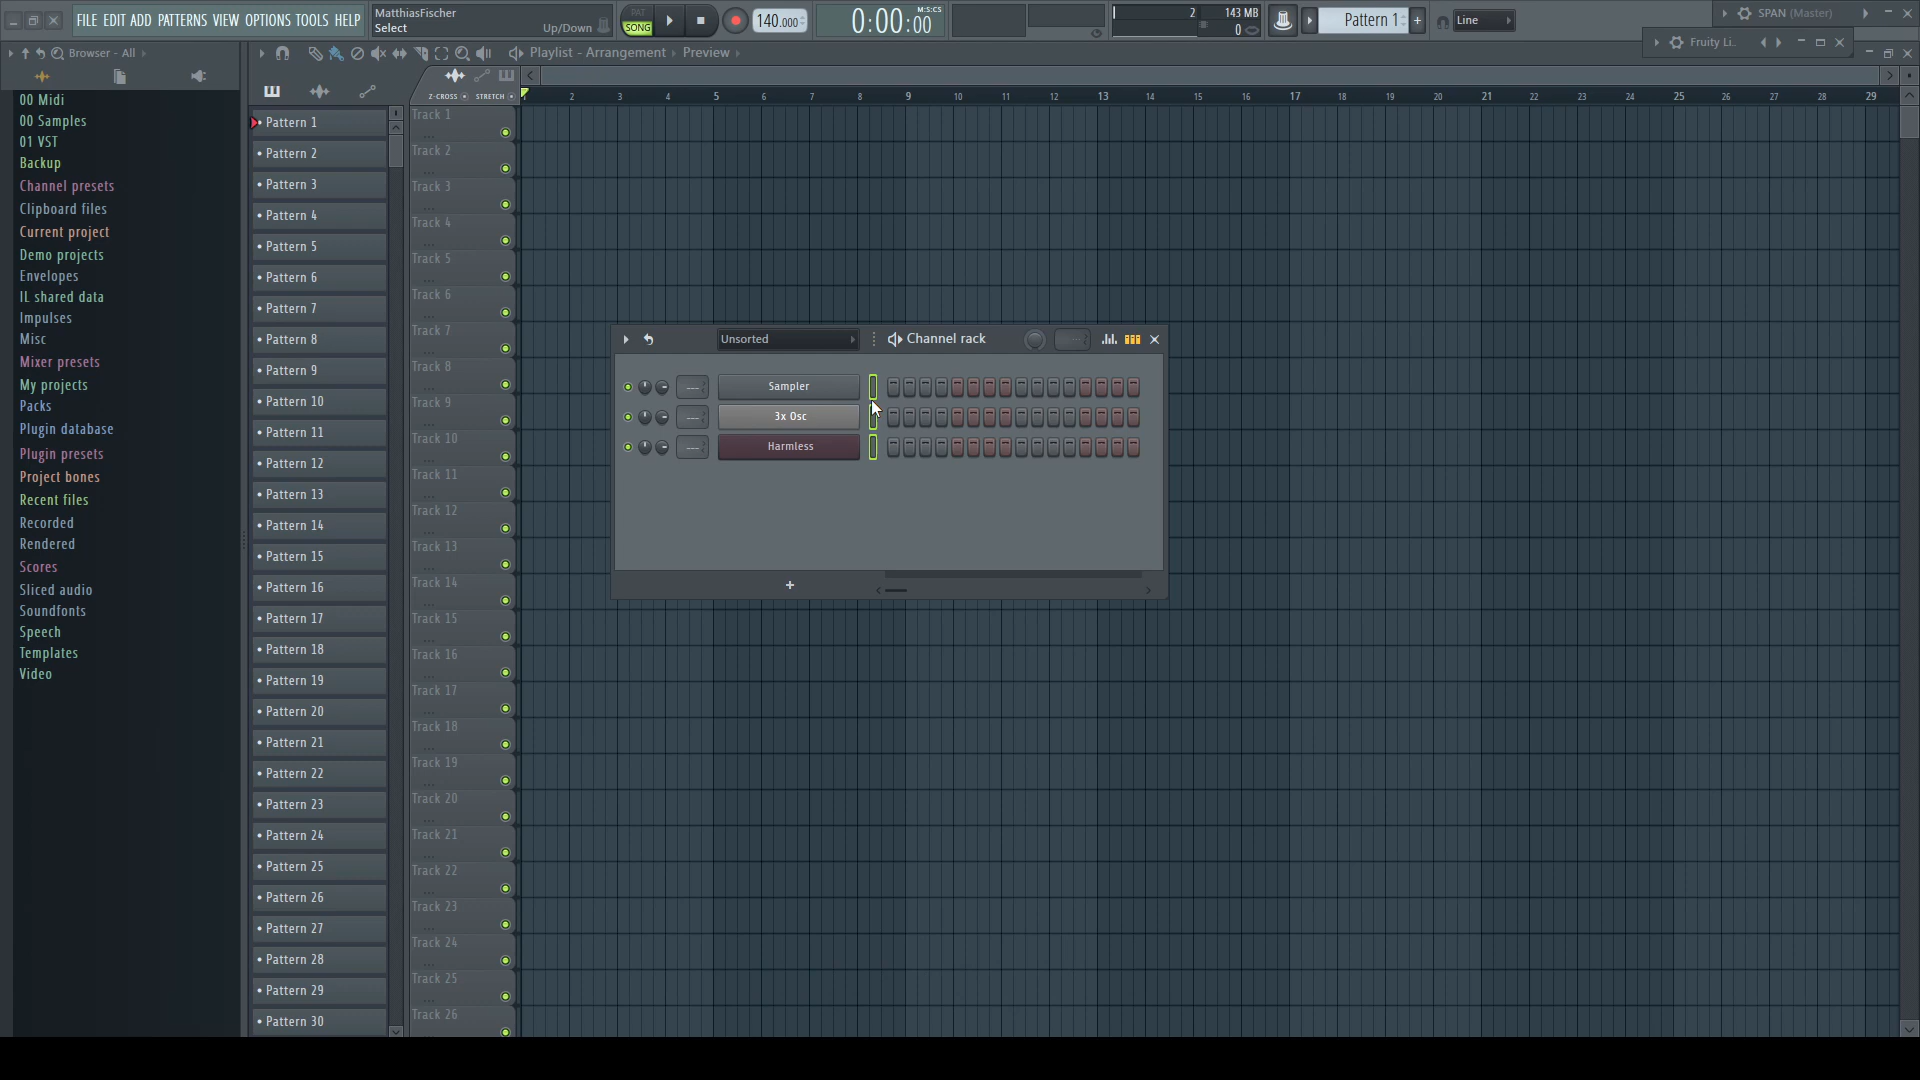 FILE EDIT ADD PATTERNS VIEW OPTIONS TOOLS HELP
MatthiasFischer
Select Up/Down
PAT
SONG
140.000
0:00:00
M:S:CS
2 143 MB
0
Pattern 1 +
Line
SPAN (Master)
Fruity Li..
Browser - All
Playlist - Arrangement Preview
Z-CROSS STRETCH
1 2 3 4 5 6 7 8 9 10 11 12 13 14 15 16 17 18 19 20 21 22 23 24 25 26 27 28 29
00 Midi
00 Samples
01 VST
Backup
Channel presets
Clipboard files
Current project
Demo projects
Envelopes
IL shared data
Impulses
Misc
Mixer presets
My projects
Packs
Plugin database
Plugin presets
Project bones
Recent files
Recorded
Rendered
Scores
Sliced audio
Soundfonts
Speech
Templates
Video
Pattern 1
Pattern 2
Pattern 3
Pattern 4
Pattern 5
Pattern 6
Pattern 7
Pattern 8
Pattern 9
Pattern 10
Pattern 11
Pattern 12
Pattern 13
Pattern 14
Pattern 15
Pattern 16
Pattern 17
Pattern 18
Pattern 19
Pattern 20
Pattern 21
Pattern 22
Pattern 23
Pattern 24
Pattern 25
Pattern 26
Pattern 27
Pattern 28
Pattern 29
Pattern 30
Track 1
Track 2
Track 3
Track 4
Track 5
Track 6
Track 7
Track 8
Track 9
Track 10
Track 11
Track 12
Track 13
Track 14
Track 15
Track 16
Track 17
Track 18
Track 19
Track 20
Track 21
Track 22
Track 23
Track 24
Track 25
Track 26
Unsorted Channel rack
Sampler
3x Osc
Harmless
+